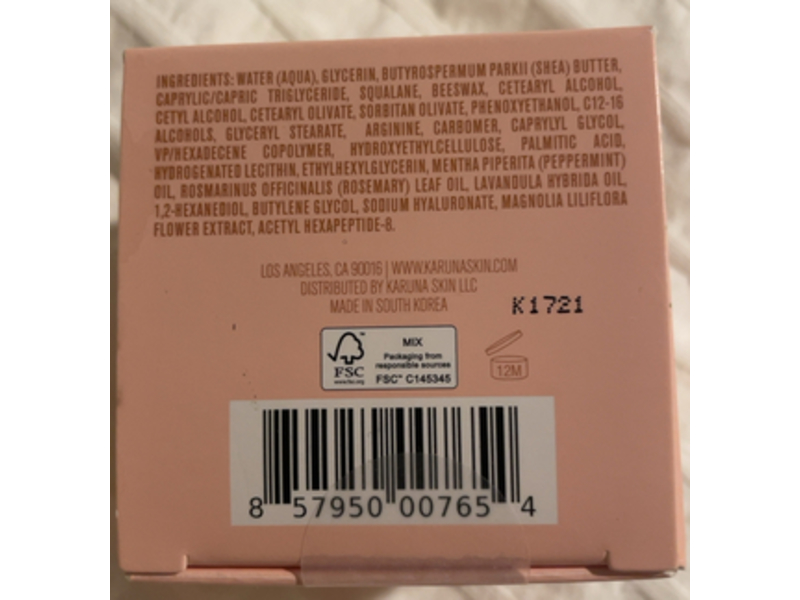 INGREDIENTS: WATER (AQUA), GLYCERIN, BUTYROSPERMUM PARKII (SHEA) BUTTER,
CAPRYLIC/CAPRIC TRIGLYCERIDE, SQUALANE, BEESWAX, CETEARYL ALCOHOL,
CETYL ALCOHOL, CETEARYL OLIVATE, SORBITAN OLIVATE, PHENOXYETHANOL, C12-16
ALCOHOLS, GLYCERYL STEARATE, ARGININE, CARBOMER, CAPRYLYL GLYCOL,
VP/HEXADECENE COPOLYMER, HYDROXYETHYLCELLULOSE, PALMITIC ACID,
HYDROGENATED LECITHIN, ETHYLHEXYLGLYCERIN, MENTHA PIPERITA (PEPPERMINT)
OIL, ROSMARINUS OFFICINALIS (ROSEMARY) LEAF OIL, LAVANDULA HYBRIDA OIL,
1,2-HEXANEDIOL, BUTYLENE GLYCOL, SODIUM HYALURONATE, MAGNOLIA LILIFLORA
FLOWER EXTRACT, ACETYL HEXAPEPTIDE-8.
LOS ANGELES, CA 90016 | WWW.KARUNASKIN.COM
DISTRIBUTED BY KARUNA SKIN LLC
MADE IN SOUTH KOREA
K1721
FSC
www.fsc.org
MIX
Packaging from
responsible sources
FSC™ C145345
12M
8 57950 00765 4